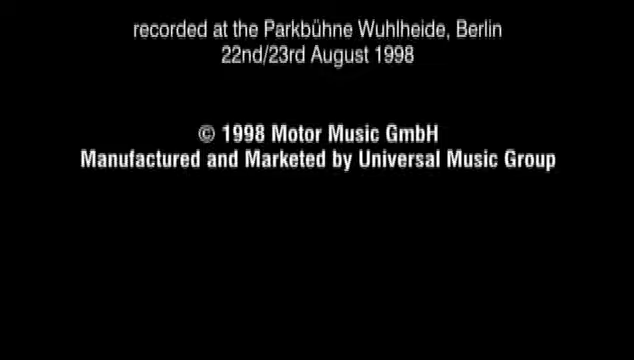 recorded at the Parkbühne Wuhlheide, Berlin
22nd/23rd August 1998
© 1998 Motor Music GmbH
Manufactured and Marketed by Universal Music Group